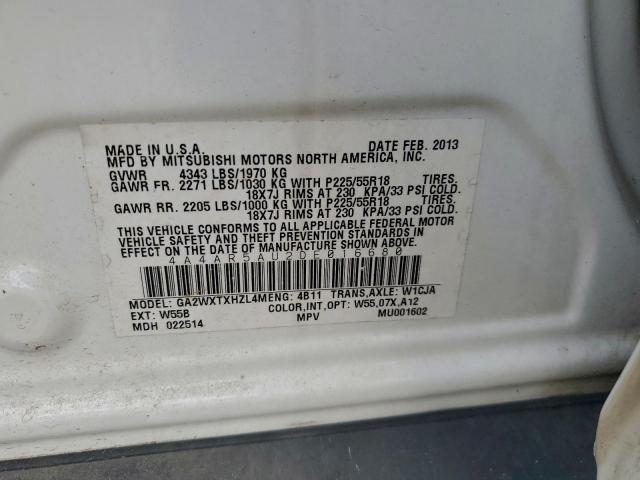 MADE IN U.S.A. DATE FEB. 2013
MFD BY MITSUBISHI MOTORS NORTH AMERICA, INC.
GVWR 4343 LBS/1970 KG
GAWR FR. 2271 LBS/1030 KG WITH P225/55R18 TIRES.
18X7J RIMS AT 230 KPA/33 PSI COLD.
GAWR RR. 2205 LBS/1000 KG WITH P225/55R18 TIRES.
18X7J RIMS AT 230 KPA/33 PSI COLD.
THIS VEHICLE CONFORMS TO ALL APPLICABLE FEDERAL MOTOR
VEHICLE SAFETY AND THEFT PREVENTION STANDARDS IN
EFFECT ON THE DATE OF MANUFACTURE SHOWN ABOVE.
4A4AR5AU2DE016680
MODEL: GA2WXTXHZL4MENG: 4B11 TRANS,AXLE: W1CJA
EXT: W55B COLOR,INT,OPT: W55,07X,A12
MDH 022514 MPV MU001602